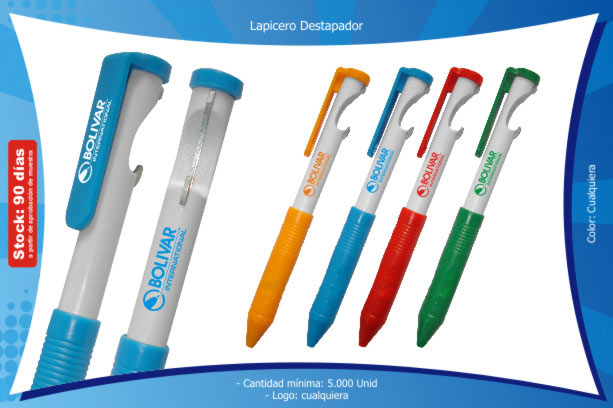 Lapicero Destapador
Stock: 90 días
a partir de aprobación de muestra
BOLIVAR
INTERNATIONAL
BOLIVAR
INTERNATIONAL
BOLIVAR
INTERNATIONAL
BOLIVAR
INTERNATIONAL
BOLIVAR
INTERNATIONAL
BOLIVAR
INTERNATIONAL
Color: Cualquiera
- Cantidad mínima: 5.000 Unid
- Logo: cualquiera